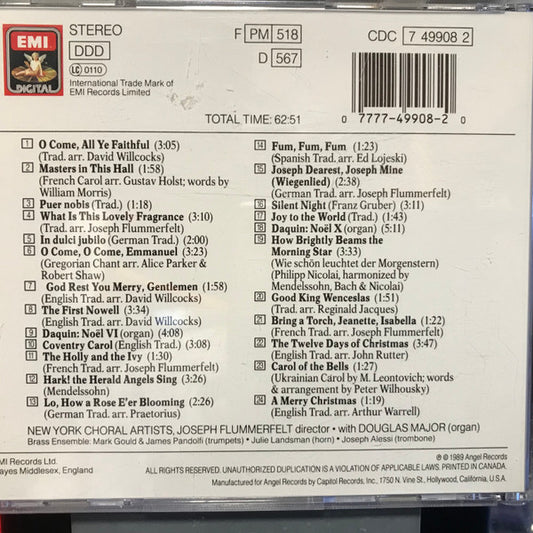 EMI
DIGITAL
STEREO
DDD
LC 0110
International Trade Mark of
EMI Records Limited
F PM 518
D 567
CDC 7 49908 2
TOTAL TIME: 62:51
0 7777-49908-2 0
1 O Come, All Ye Faithful (3:05)
(Trad. arr. David Willcocks)
2 Masters in This Hall (1:58)
(French Carol arr. Gustav Holst; words by
William Morris)
3 Puer nobis (Trad.) (1:18)
4 What Is This Lovely Fragrance (3:10)
(Trad. arr. Joseph Flummerfelt)
5 In dulci jubilo (German Trad.) (2:00)
6 O Come, O Come, Emmanuel (3:23)
(Gregorian Chant arr. Alice Parker &
Robert Shaw)
7 God Rest You Merry, Gentlemen (1:58)
(English Trad. arr. David Willcocks)
8 The First Nowell (3:34)
(English Trad. arr. David Willcocks)
9 Daquin: Noël VI (organ) (4:08)
10 Coventry Carol (English Trad.) (3:08)
11 The Holly and the Ivy (1:30)
(French Trad. arr. Joseph Flummerfelt)
12 Hark! the Herald Angels Sing (3:26)
(Mendelssohn)
13 Lo, How a Rose E'er Blooming (2:26)
(German Trad. arr. Praetorius)
14 Fum, Fum, Fum (1:23)
(Spanish Trad. arr. Ed Lojeski)
15 Joseph Dearest, Joseph Mine
(Wiegenlied) (2:38)
(German Trad. arr. Joseph Flummerfelt)
16 Silent Night (Franz Gruber) (3:11)
17 Joy to the World (Trad.) (1:43)
18 Daquin: Noël X (organ) (5:11)
19 How Brightly Beams the
Morning Star (3:33)
(Wie schön leuchtet der Morgenstern)
(Philipp Nicolai, harmonized by
Mendelssohn, Bach & Nicolai)
20 Good King Wenceslas (1:51)
(Trad. arr. Reginald Jacques)
21 Bring a Torch, Jeanette, Isabella (1:22)
(French Trad. arr. Joseph Flummerfelt)
22 The Twelve Days of Christmas (3:47)
(English Trad. arr. John Rutter)
23 Carol of the Bells (1:27)
(Ukrainian Carol by M. Leontovich; words
& arrangement by Peter Wilhousky)
24 A Merry Christmas (1:19)
(English Trad. arr. Arthur Warrell)
NEW YORK CHORAL ARTISTS, JOSEPH FLUMMERFELT director • with DOUGLAS MAJOR (organ)
Brass Ensemble: Mark Gould & James Pandolfi (trumpets) • Julie Landsman (horn) • Joseph Alessi (trombone)
EMI Records Ltd.
Hayes Middlesex, England
℗ © 1989 Angel Records
ALL RIGHTS RESERVED. UNAUTHORIZED DUPLICATION IS A VIOLATION OF APPLICABLE LAWS. PRINTED IN CANADA.
Manufactured for Angel Records by Capitol Records, Inc., 1750 N. Vine St., Hollywood, California, U.S.A.